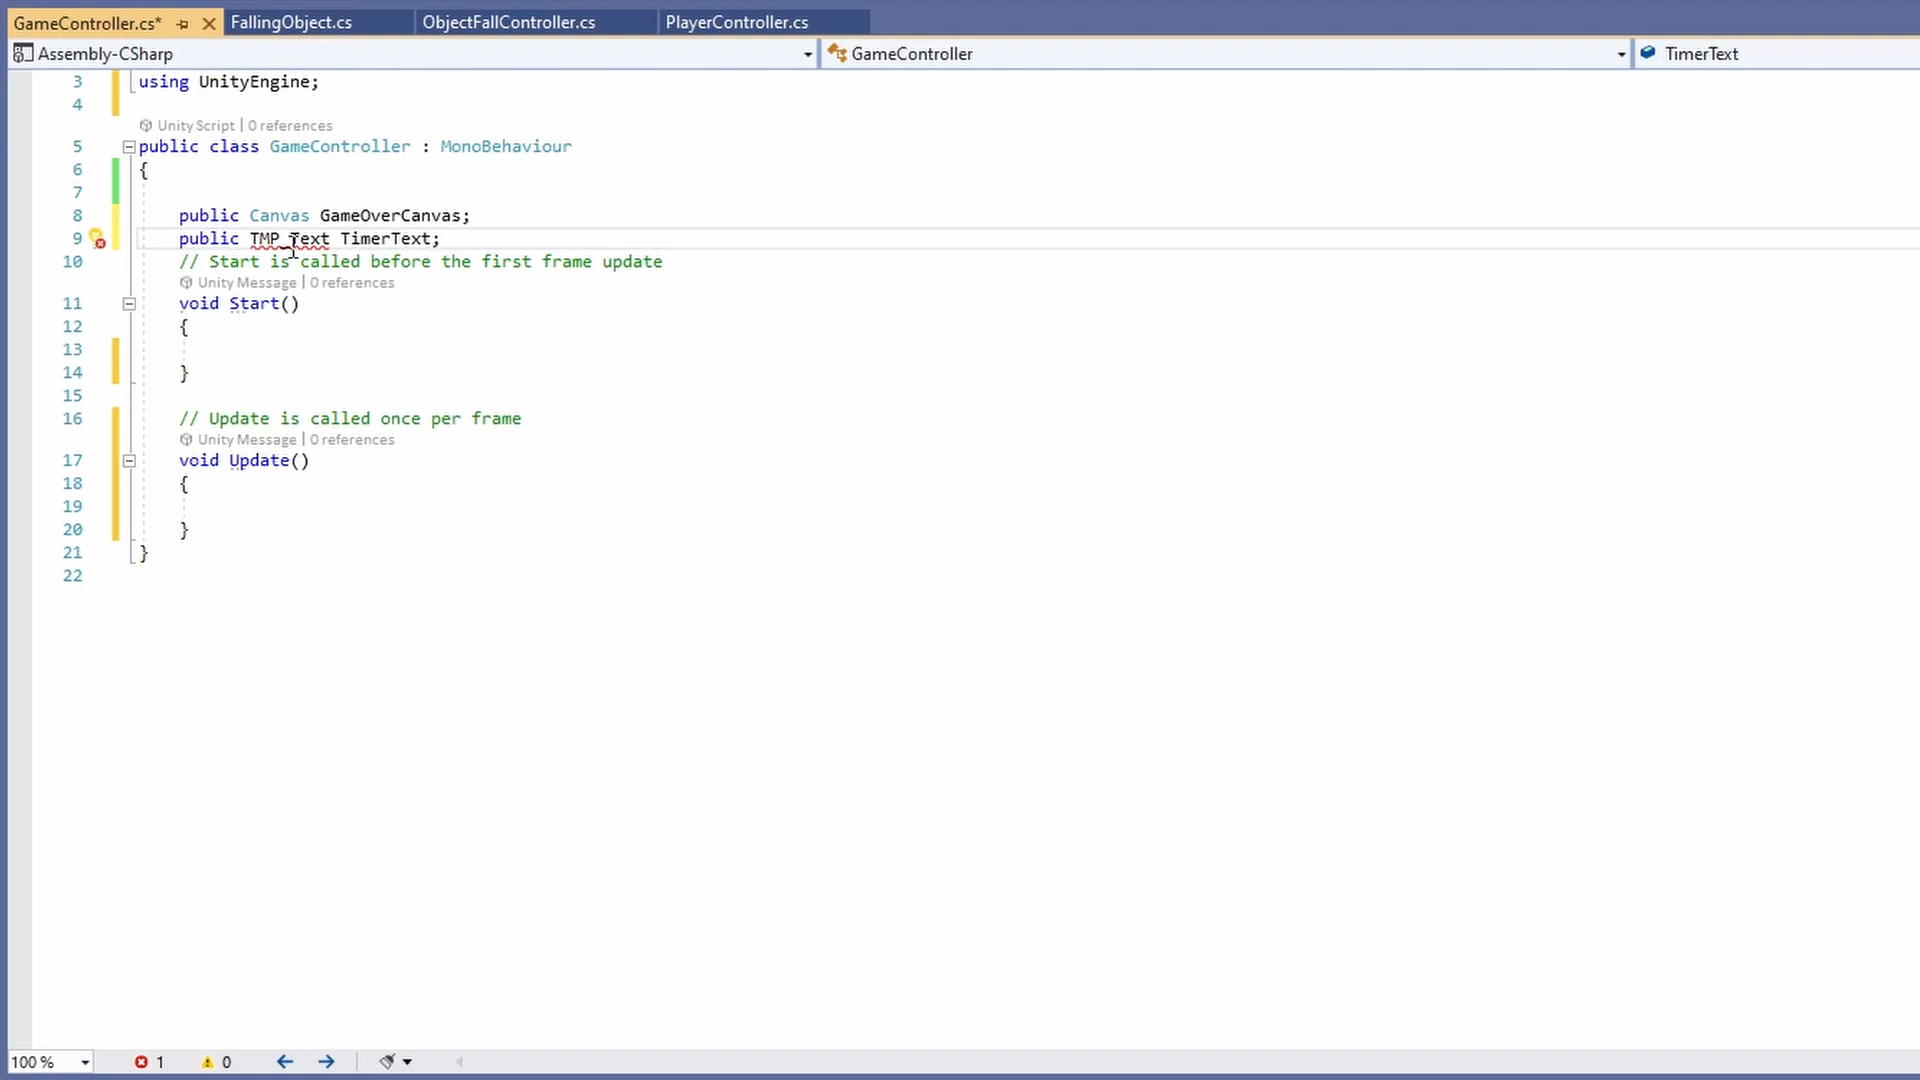 GameController.cs* FallingObject.cs ObjectFallController.cs PlayerController.cs
Assembly-CSharp GameController TimerText
3 using UnityEngine;
4
Unity Script | 0 references
5 public class GameController : MonoBehaviour
6 {
7
8 public Canvas GameOverCanvas;
9 public TMP_Text TimerText;
10 // Start is called before the first frame update
Unity Message | 0 references
11 void Start()
12 {
13
14 }
15
16 // Update is called once per frame
Unity Message | 0 references
17 void Update()
18 {
19
20 }
21 }
22
100 % 1 0